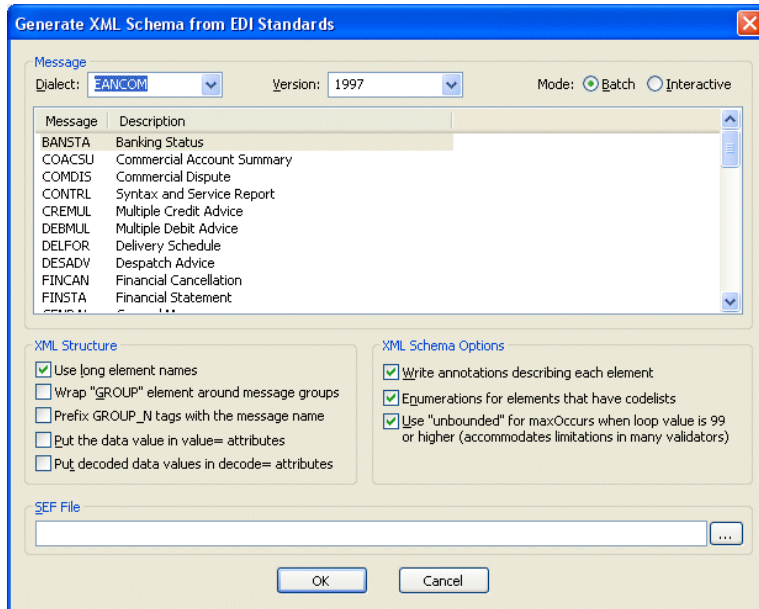 Generate XML Schema from EDI Standards
Message
Dialect: EANCOM Version: 1997 Mode: Batch Interactive
Message Description
BANSTA Banking Status
COACSU Commercial Account Summary
COMDIS Commercial Dispute
CONTRL Syntax and Service Report
CREMUL Multiple Credit Advice
DEBMUL Multiple Debit Advice
DELFOR Delivery Schedule
DESADV Despatch Advice
FINCAN Financial Cancellation
FINSTA Financial Statement
XML Structure
Use long element names
Wrap "GROUP" element around message groups
Prefix GROUP_N tags with the message name
Put the data value in value= attributes
Put decoded data values in decode= attributes
XML Schema Options
Write annotations describing each element
Enumerations for elements that have codelists
Use "unbounded" for maxOccurs when loop value is 99
or higher (accommodates limitations in many validators)
SEF File
...
OK Cancel